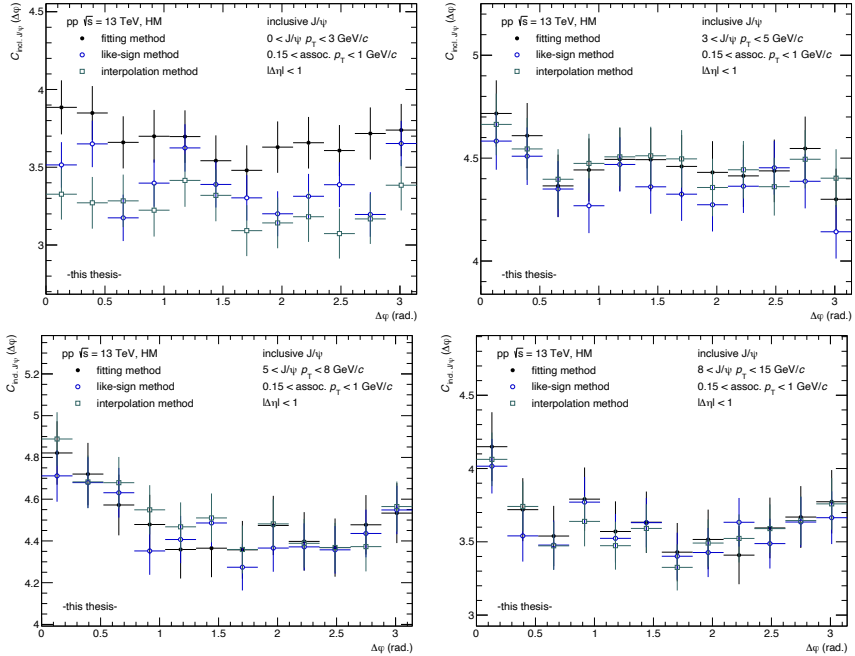 C incl. J/ψ (Δφ)
pp √s = 13 TeV, HM
fitting method
like-sign method
interpolation method
inclusive J/ψ
0 < J/ψ p_T < 3 GeV/c
0.15 < assoc. p_T < 1 GeV/c
|Δη| < 1
4.5
4
3.5
3
-this thesis-
0 0.5 1 1.5 2 2.5 3
Δφ (rad.)
C incl. J/ψ (Δφ)
pp √s = 13 TeV, HM
fitting method
like-sign method
interpolation method
inclusive J/ψ
3 < J/ψ p_T < 5 GeV/c
0.15 < assoc. p_T < 1 GeV/c
|Δη| < 1
5
4.5
4
-this thesis-
0 0.5 1 1.5 2 2.5 3
Δφ (rad.)
C incl. J/ψ (Δφ)
pp √s = 13 TeV, HM
fitting method
like-sign method
interpolation method
inclusive J/ψ
5 < J/ψ p_T < 8 GeV/c
0.15 < assoc. p_T < 1 GeV/c
|Δη| < 1
5.2
5
4.8
4.6
4.4
4.2
4
-this thesis-
0 0.5 1 1.5 2 2.5 3
Δφ (rad.)
C incl. J/ψ (Δφ)
pp √s = 13 TeV, HM
fitting method
like-sign method
interpolation method
inclusive J/ψ
8 < J/ψ p_T < 15 GeV/c
0.15 < assoc. p_T < 1 GeV/c
|Δη| < 1
4.5
4
3.5
3
-this thesis-
0 0.5 1 1.5 2 2.5 3
Δφ (rad.)